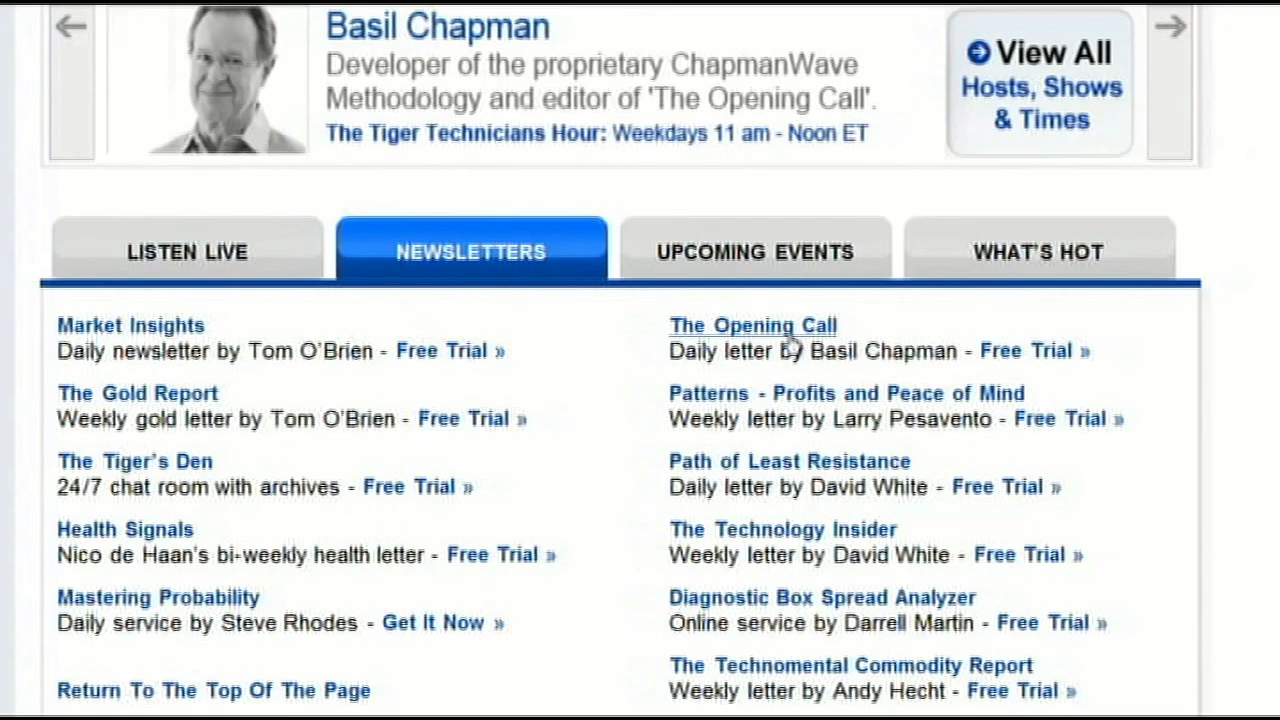 Basil Chapman
Developer of the proprietary ChapmanWave
Methodology and editor of 'The Opening Call'.
The Tiger Technicians Hour: Weekdays 11 am - Noon ET
View All
Hosts, Shows
& Times
LISTEN LIVE
NEWSLETTERS
UPCOMING EVENTS
WHAT'S HOT
Market Insights
Daily newsletter by Tom O'Brien - Free Trial »
The Gold Report
Weekly gold letter by Tom O'Brien - Free Trial »
The Tiger's Den
24/7 chat room with archives - Free Trial »
Health Signals
Nico de Haan's bi-weekly health letter - Free Trial »
Mastering Probability
Daily service by Steve Rhodes - Get It Now »
Return To The Top Of The Page
The Opening Call
Daily letter by Basil Chapman - Free Trial »
Patterns - Profits and Peace of Mind
Weekly letter by Larry Pesavento - Free Trial »
Path of Least Resistance
Daily letter by David White - Free Trial »
The Technology Insider
Weekly letter by David White - Free Trial »
Diagnostic Box Spread Analyzer
Online service by Darrell Martin - Free Trial »
The Technomental Commodity Report
Weekly letter by Andy Hecht - Free Trial »